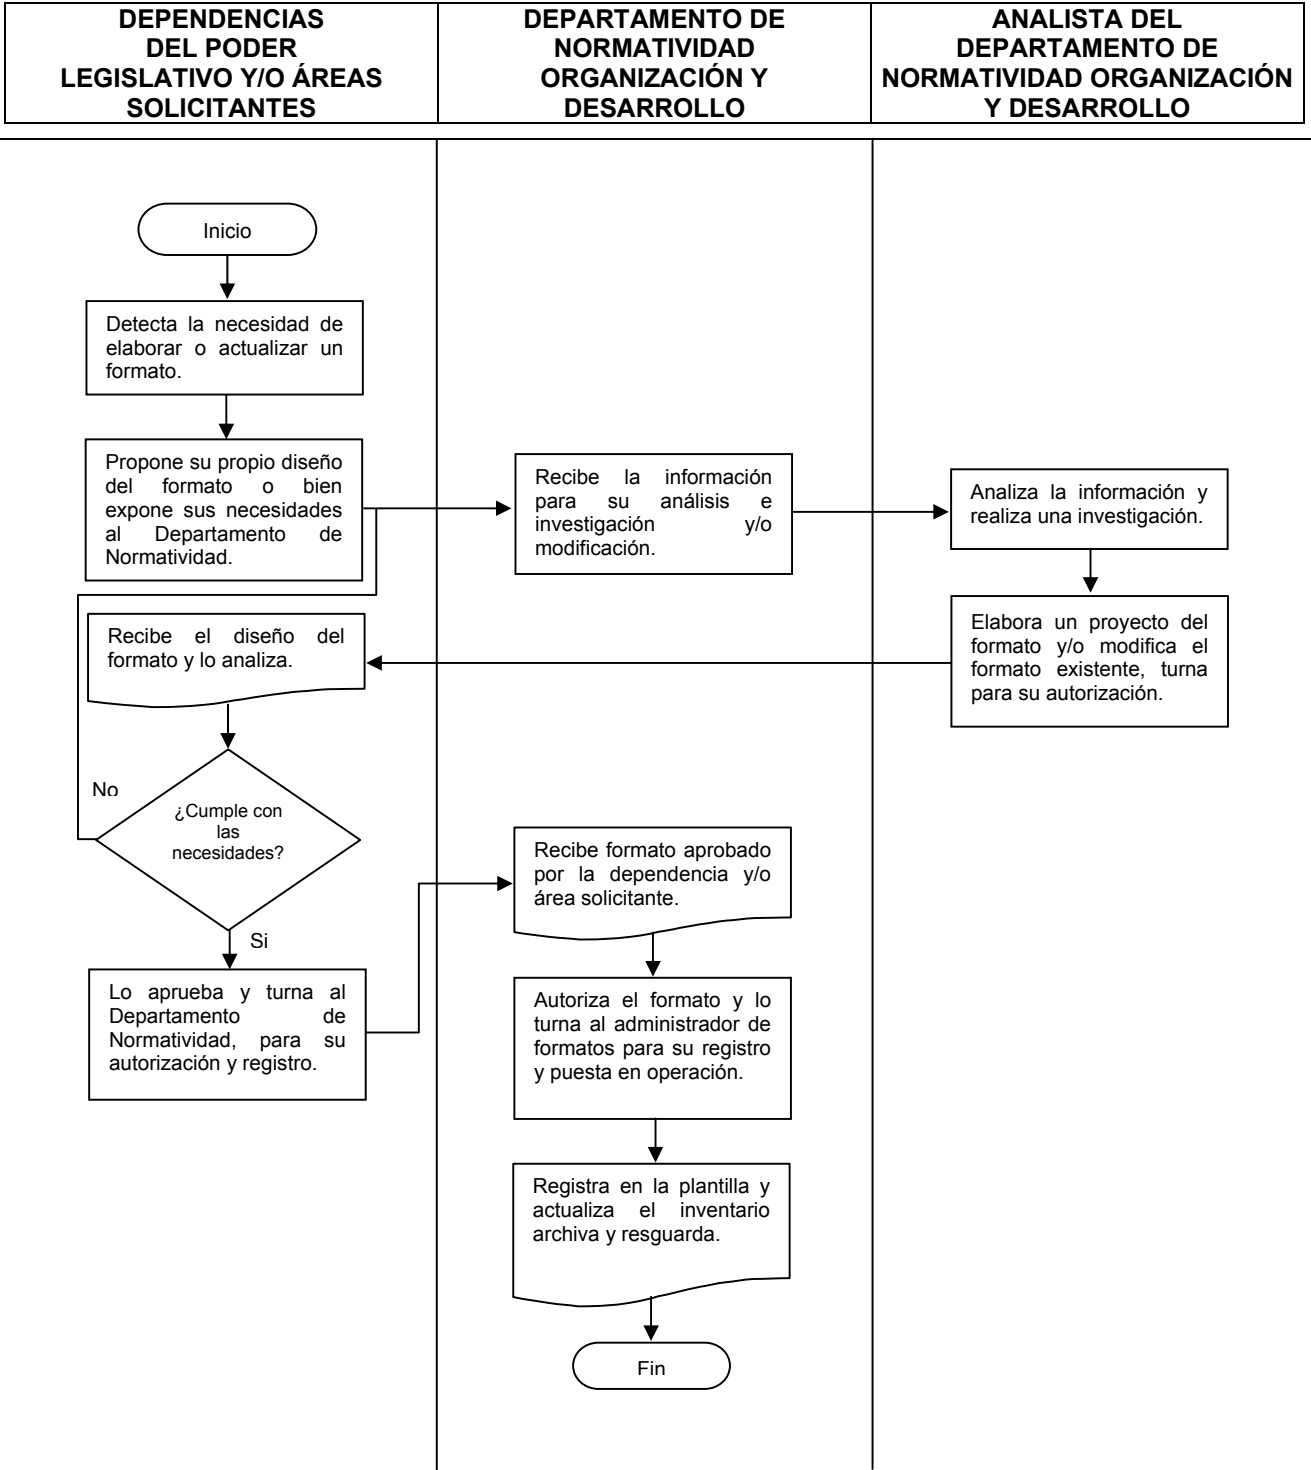 DEPENDENCIAS
DEL PODER
LEGISLATIVO Y/O ÁREAS
SOLICITANTES
DEPARTAMENTO DE
NORMATIVIDAD
ORGANIZACIÓN Y
DESARROLLO
ANALISTA DEL
DEPARTAMENTO DE
NORMATIVIDAD ORGANIZACIÓN
Y DESARROLLO
Inicio
Detecta la necesidad de
elaborar o actualizar un
formato.
Propone su propio diseño
del formato o bien
expone sus necesidades
al Departamento de
Normatividad.
Recibe la información
para su análisis e
investigación y/o
modificación.
Analiza la información y
realiza una investigación.
Elabora un proyecto del
formato y/o modifica el
formato existente, turna
para su autorización.
Recibe el diseño del
formato y lo analiza.
No
¿Cumple con
las
necesidades?
Si
Lo aprueba y turna al
Departamento de
Normatividad, para su
autorización y registro.
Recibe formato aprobado
por la dependencia y/o
área solicitante.
Autoriza el formato y lo
turna al administrador de
formatos para su registro
y puesta en operación.
Registra en la plantilla y
actualiza el inventario
archiva y resguarda.
Fin